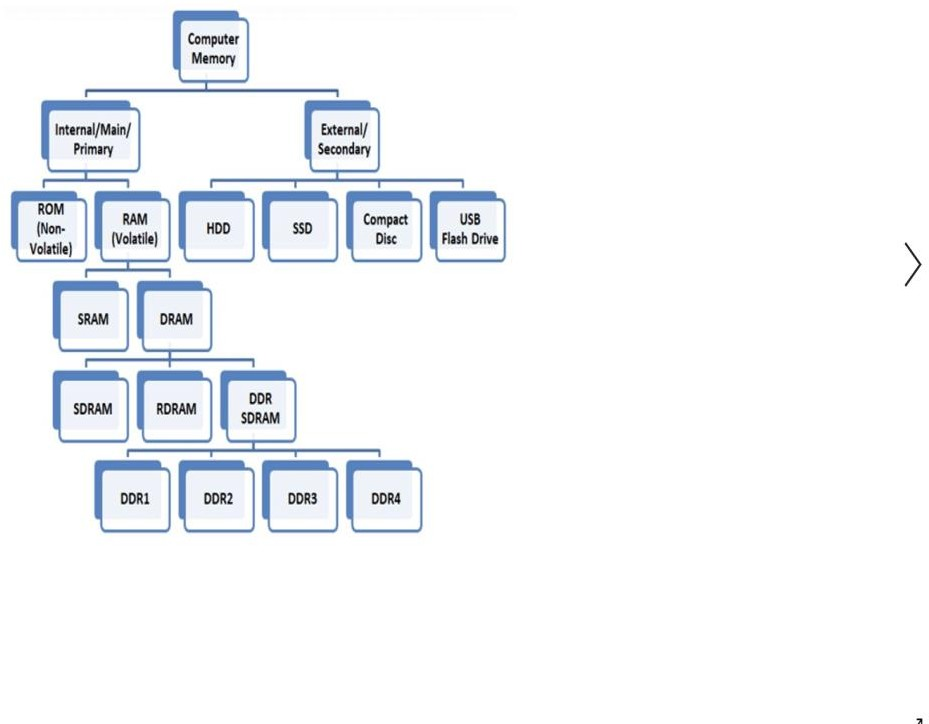 Computer
Memory
Internal/Main/
Primary
External/
Secondary
ROM
(Non-
Volatile)
RAM
(Volatile)
HDD
SSD
Compact
Disc
USB
Flash Drive
SRAM
DRAM
SDRAM
RDRAM
DDR
SDRAM
DDR1
DDR2
DDR3
DDR4